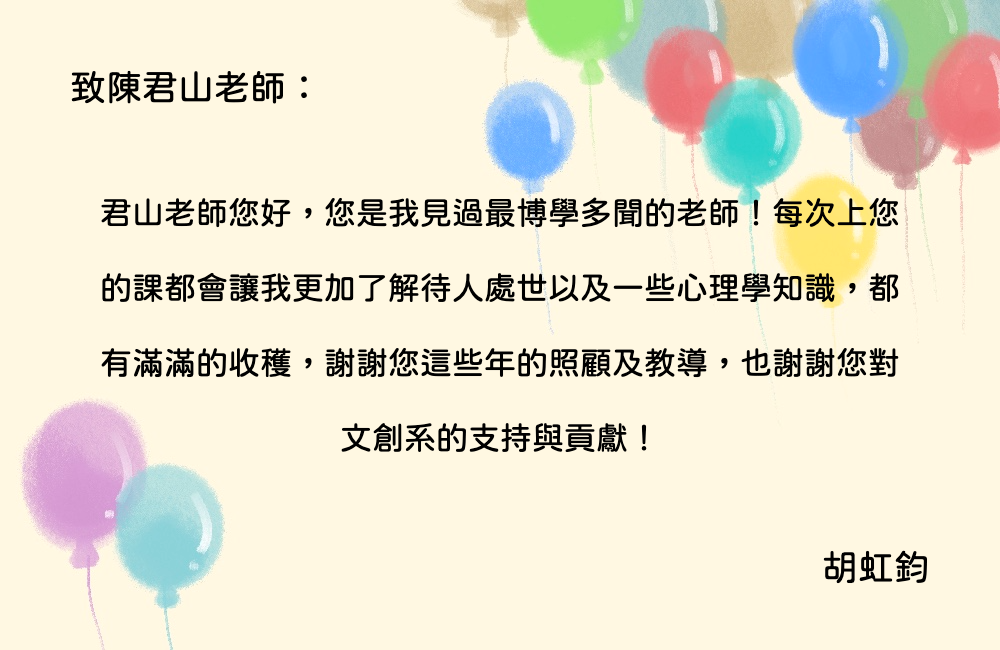 致陳君山老師：
君山老師您好，您是我見過最博學多聞的老師！每次上您
的課都會讓我更加了解待人處世以及一些心理學知識，都
有滿滿的收穫，謝謝您這些年的照顧及教導，也謝謝您對
文創系的支持與貢獻！
胡虹鈞